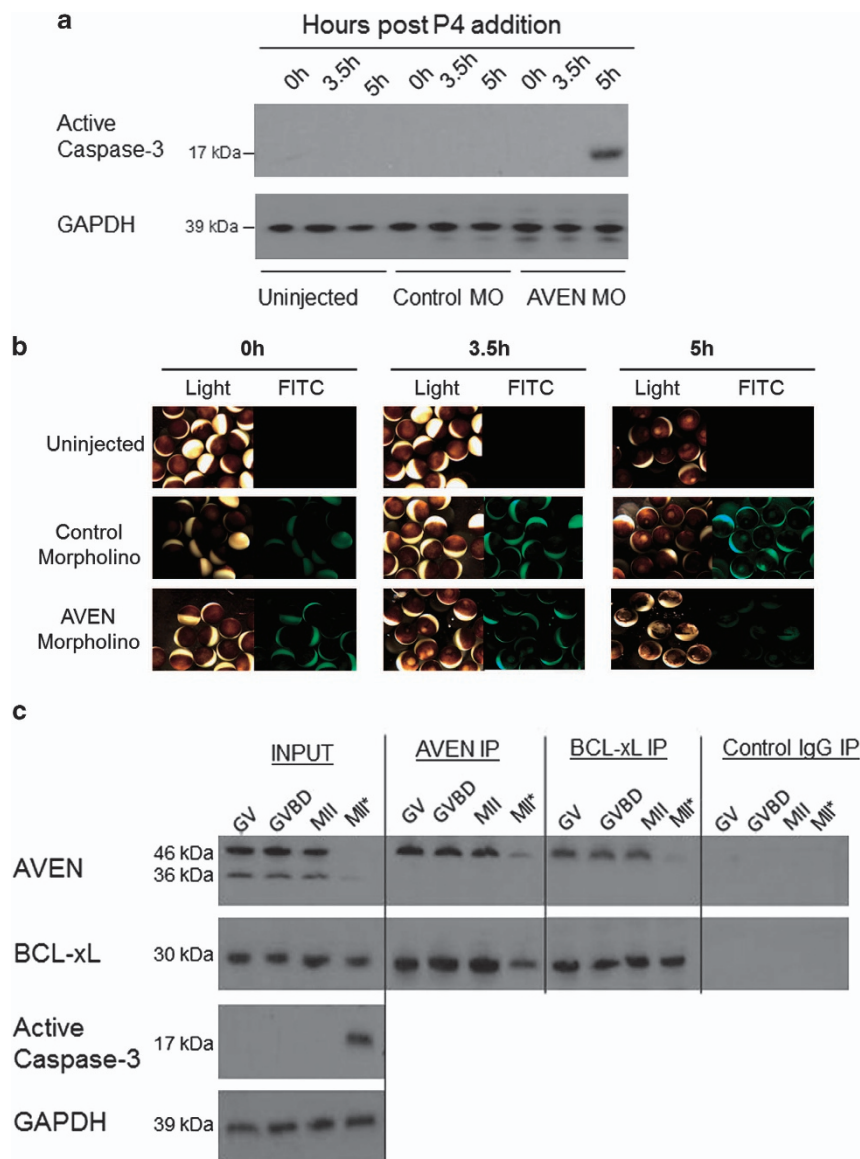 a
Hours post P4 addition
0h 3.5h 5h 0h 3.5h 5h 0h 3.5h 5h
Active
Caspase-3
17 kDa
GAPDH
39 kDa
Uninjected Control MO AVEN MO
b
0h 3.5h 5h
Light FITC Light FITC Light FITC
Uninjected
Control
Morpholino
AVEN
Morpholino
c
INPUT AVEN IP BCL-xL IP Control IgG IP
GV GVBD MII MII* GV GVBD MII MII* GV GVBD MII MII* GV GVBD MII MII*
AVEN
46 kDa
36 kDa
BCL-xL
30 kDa
Active
Caspase-3
17 kDa
GAPDH
39 kDa